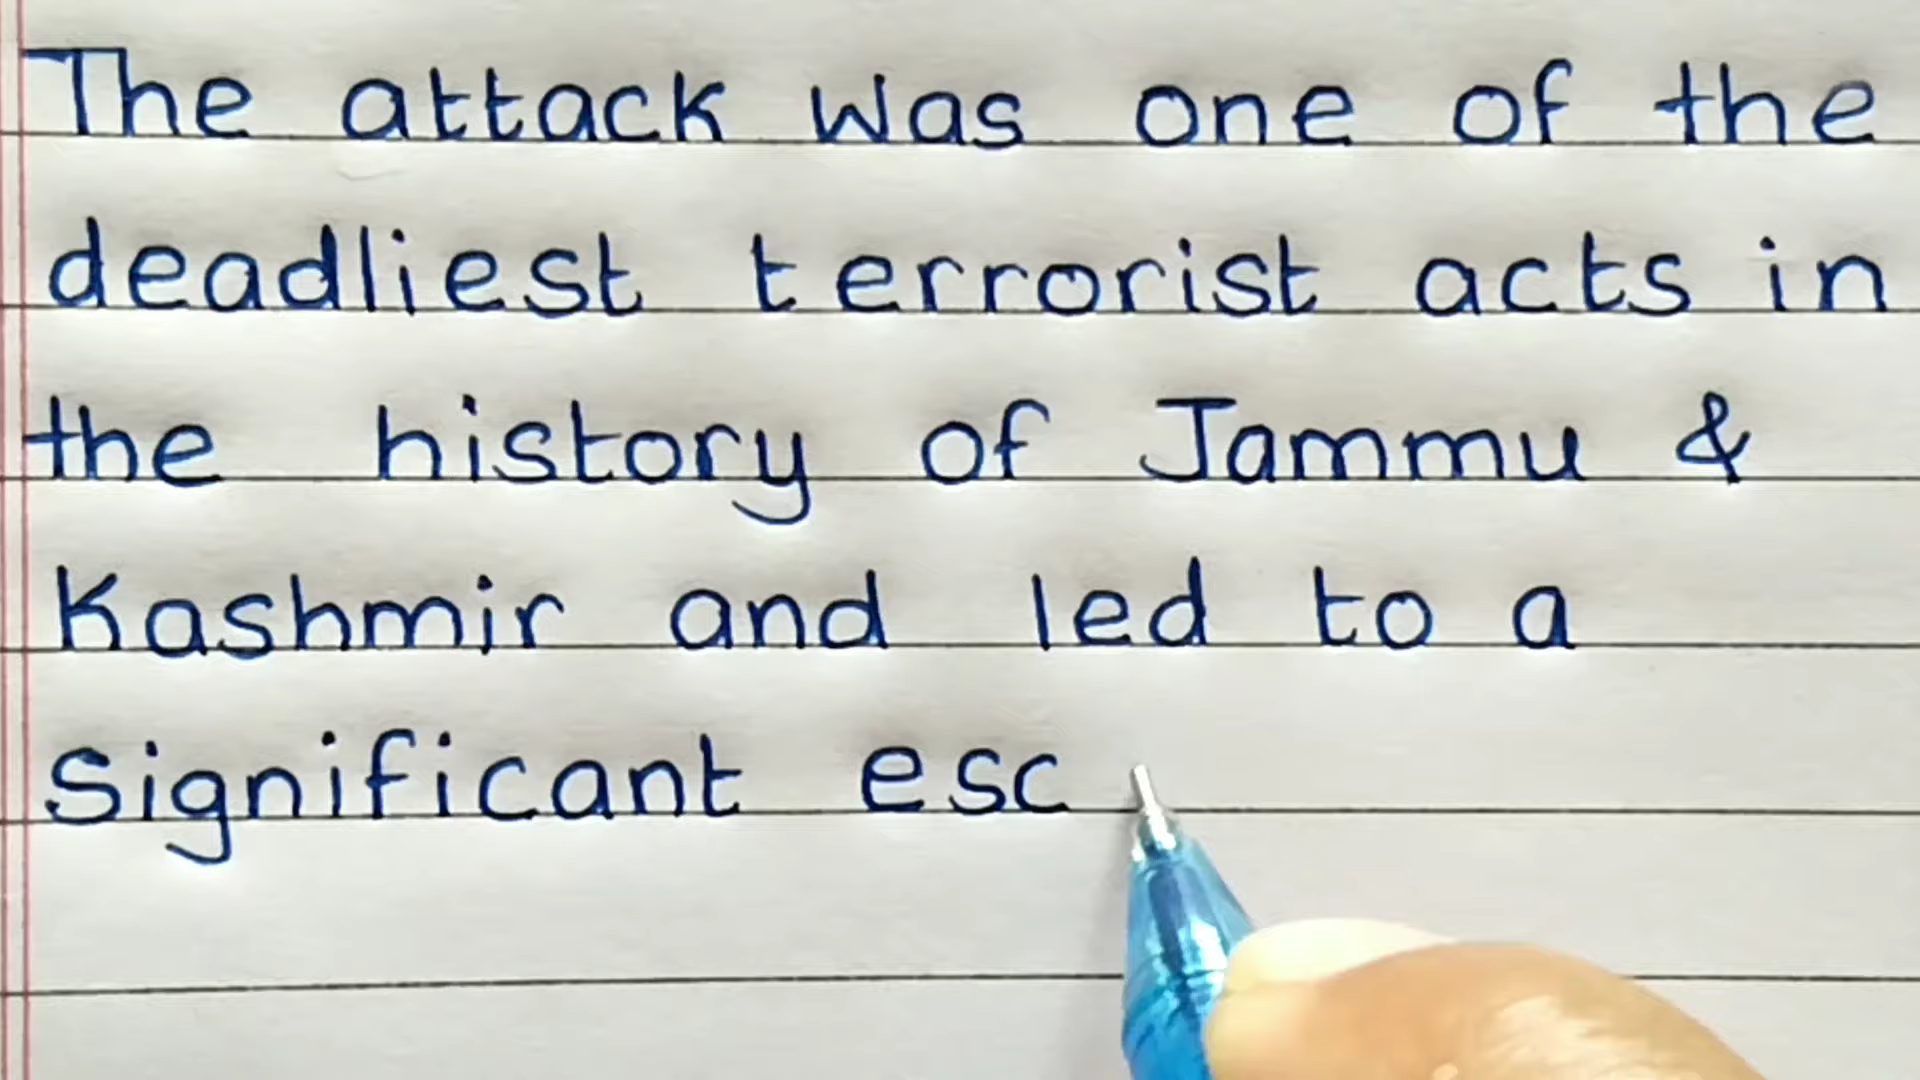 The attack was one of the
deadliest terrorist acts in
the history of Jammu &
Kashmir and led to a
Significant esc